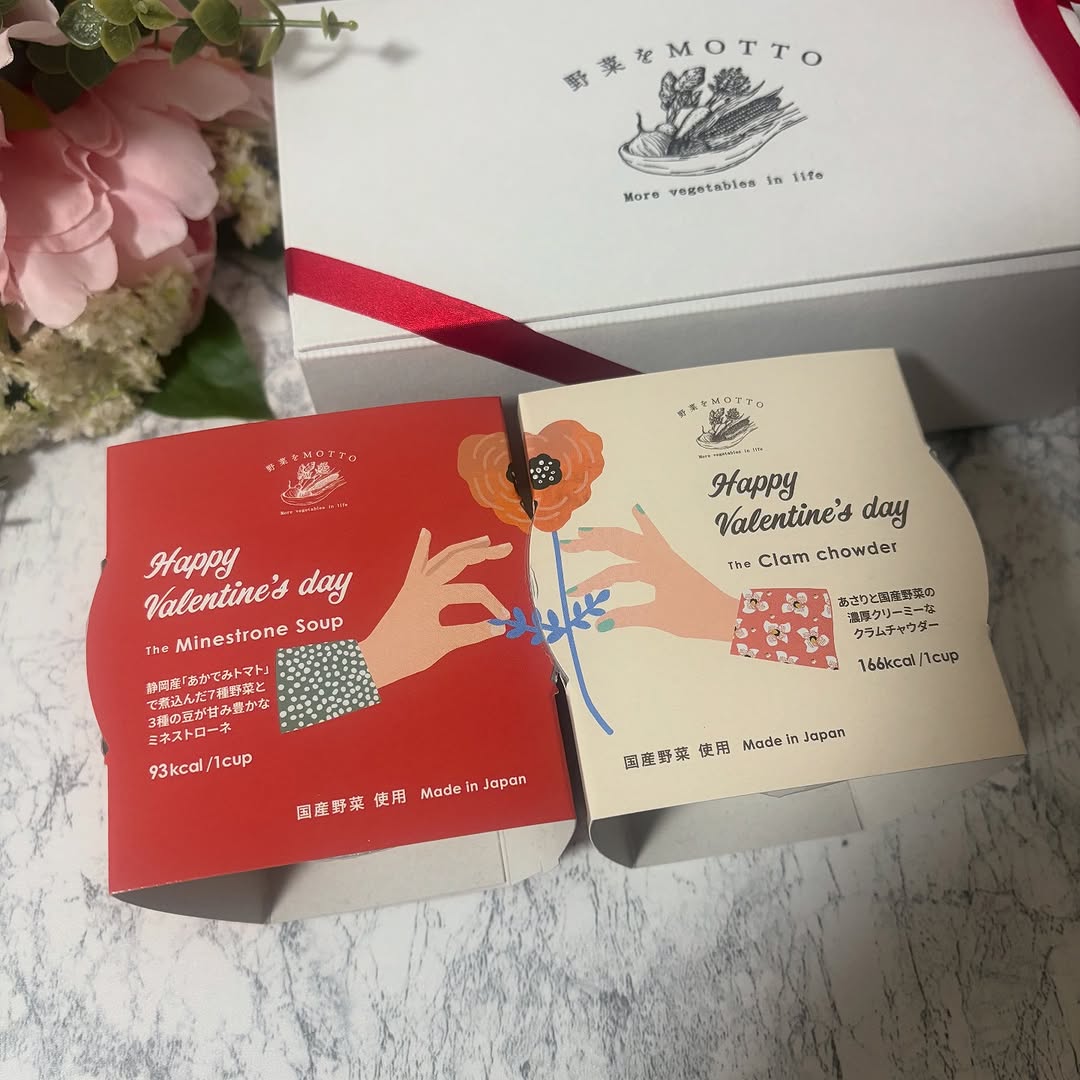 野菜をMOTTO
More vegetables in life
野菜をMOTTO
More vegetables in life
Happy
Valentine's day
The Minestrone Soup
静岡産「あかでみトマト」
で煮込んだ7種野菜と
3種の豆が甘み豊かな
ミネストローネ
93kcal/1cup
国産野菜 使用 Made in Japan
野菜をMOTTO
More vegetables in life
Happy
Valentine's day
The Clam chowder
あさりと国産野菜の
濃厚クリーミーな
クラムチャウダー
166kcal/1cup
国産野菜 使用 Made in Japan